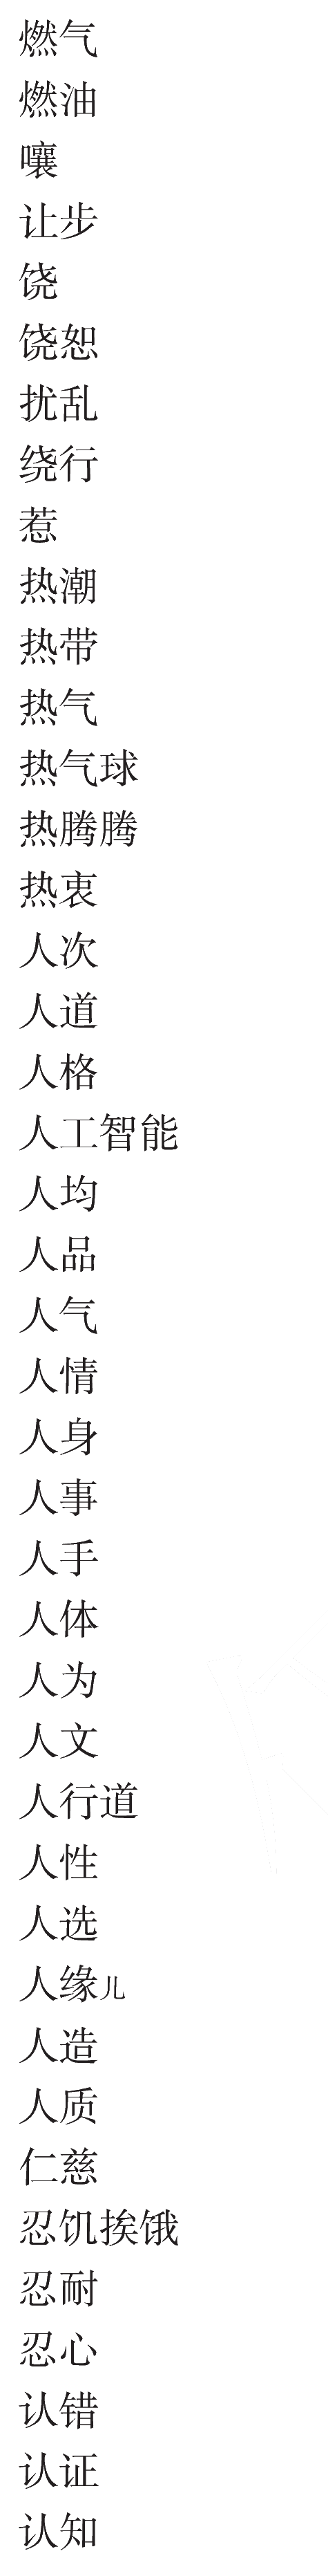 燃气
燃油
嚷
让步
饶
饶恕
扰乱
绕行
惹
热潮
热带
热气
热气球
热腾腾
热衷
人次
人道
人格
人工智能
人均
人品
人气
人情
人身
人事
人手
人体
人为
人文
人行道
人性
人选
人缘儿
人造
人质
仁慈
忍饥挨饿
忍耐
忍心
认错
认证
认知